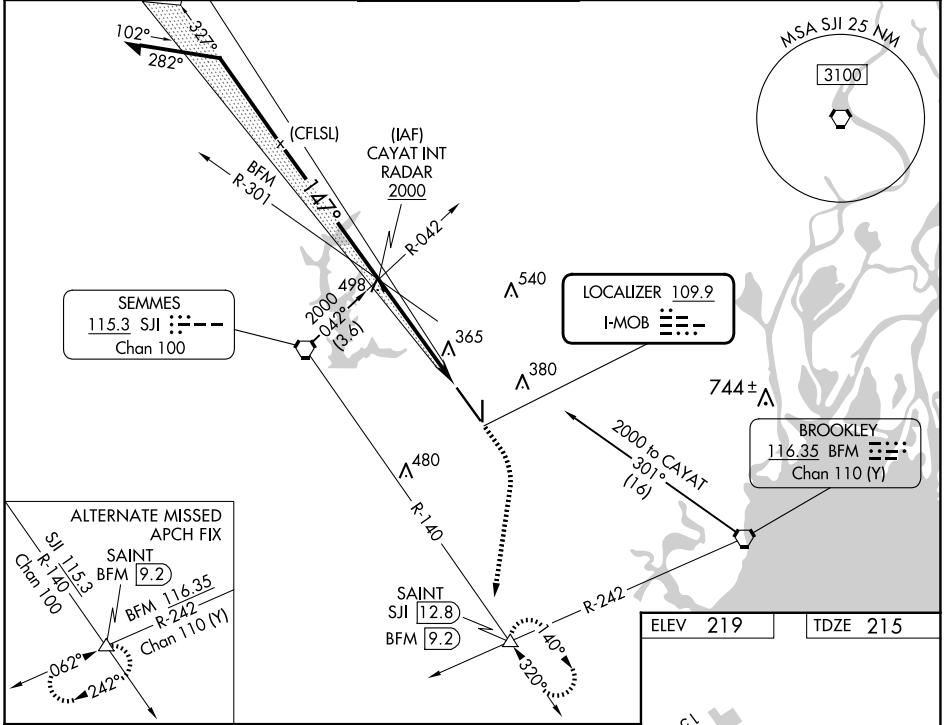 102°
282°
327°
(CFLSL)
(IAF)
CAYAT INT
RADAR
2000
BFM
R-301
147°
R-042
MSA SJI 25 NM
3100
SEMMES
115.3 SJI
Chan 100
2000
042°
(3.6)
498
540
LOCALIZER 109.9
I-MOB
365
380
744±
BROOKLEY
116.35 BFM
Chan 110 (Y)
2000 to CAYAT
301°
(16)
480
R-140
R-242
ALTERNATE MISSED
APCH FIX
SJI 115.3
R-140
Chan 100
SAINT
BFM 9.2
BFM 116.35
R-242
Chan 110 (Y)
062°
242°
SAINT
SJI 12.8
BFM 9.2
140°
320°
ELEV 219
TDZE 215